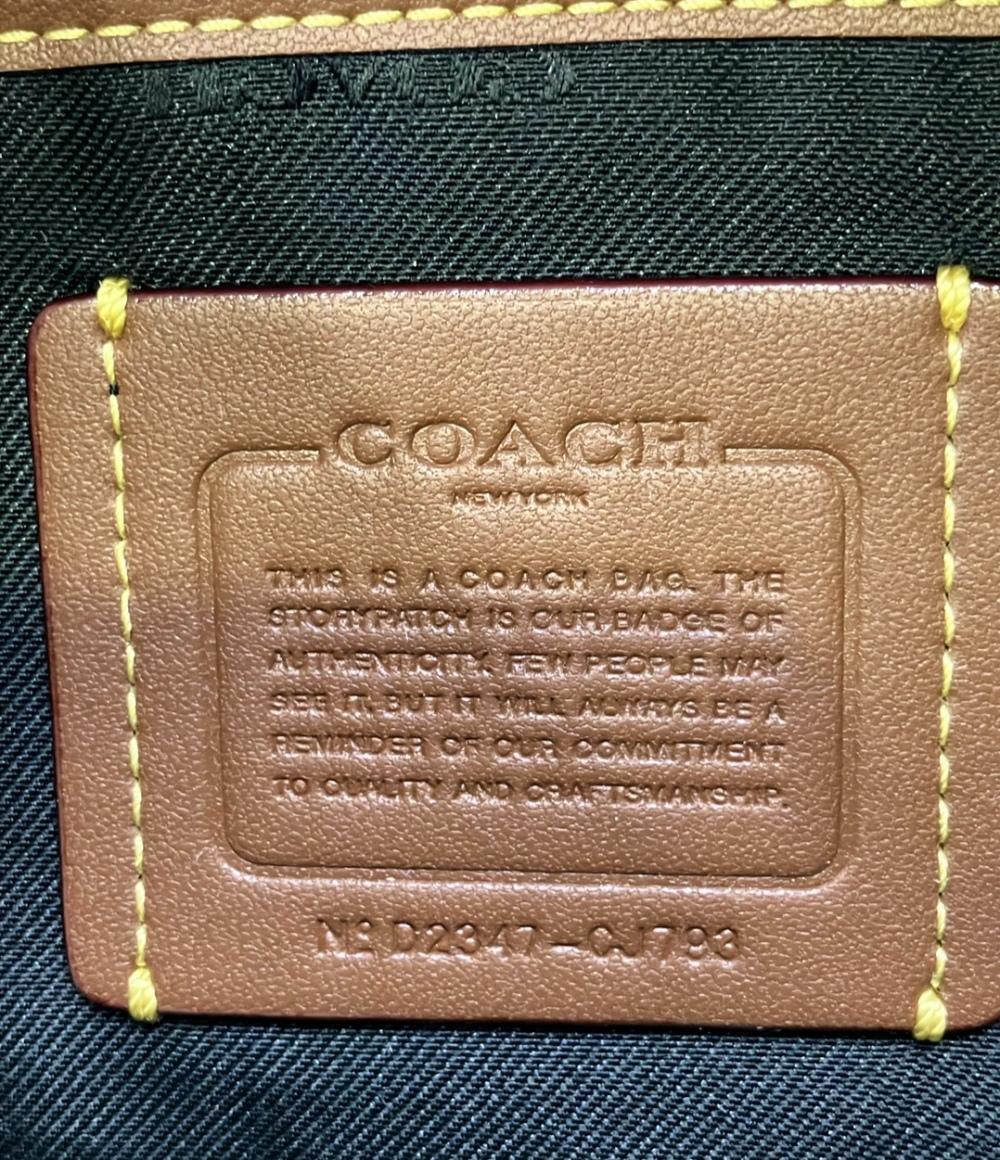 COACH
NEW YORK
THIS IS A COACH BAG. THE
STORYPATCH IS OUR BADGE OF
AUTHENTICITY. FEW PEOPLE MAY
SEE IT, BUT IT WILL ALWAYS BE A
REMINDER OF OUR COMMITMENT
TO QUALITY AND CRAFTSMANSHIP.
Nº D2347-CJ793